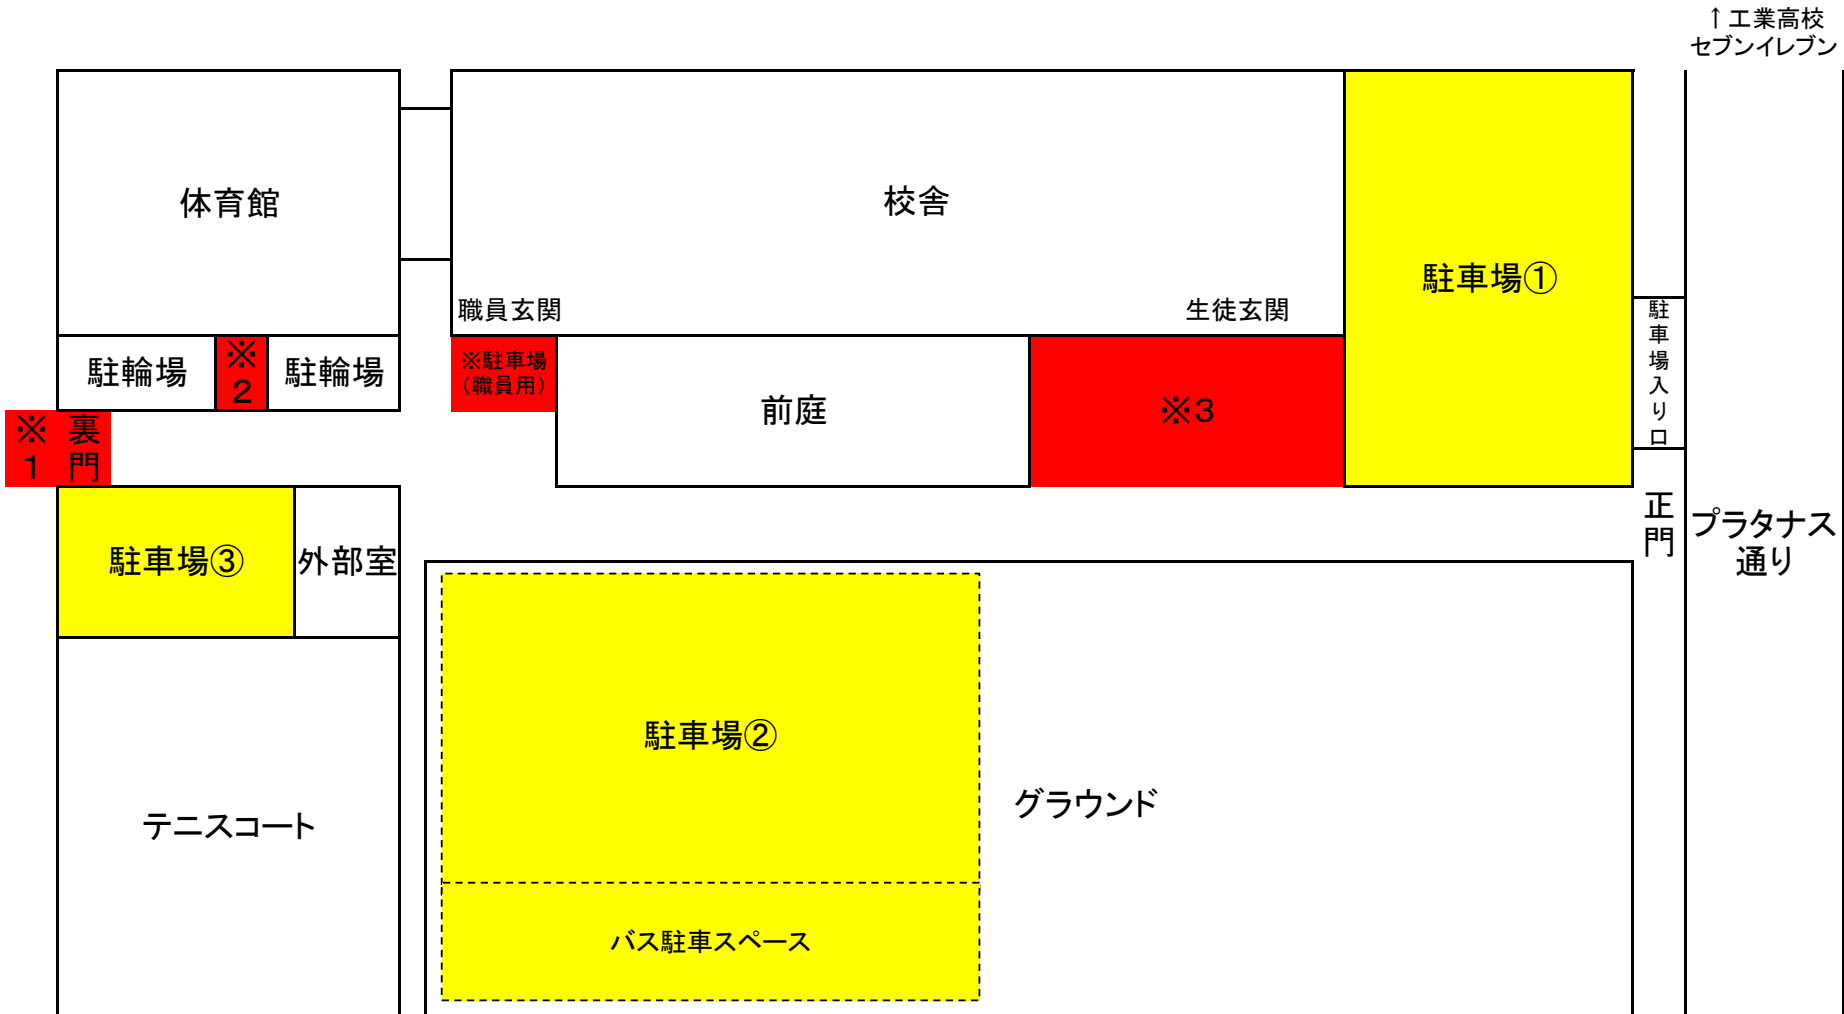 ↑工業高校
セブンイレブン
体育館
校舎
駐車場①
職員玄関
生徒玄関
駐車場入り口
駐輪場
※
2
駐輪場
※駐車場
(職員用)
前庭
※3
※ 裏
1 門
正
門
プラタナス
通り
駐車場③
外部室
駐車場②
グラウンド
テニスコート
バス駐車スペース